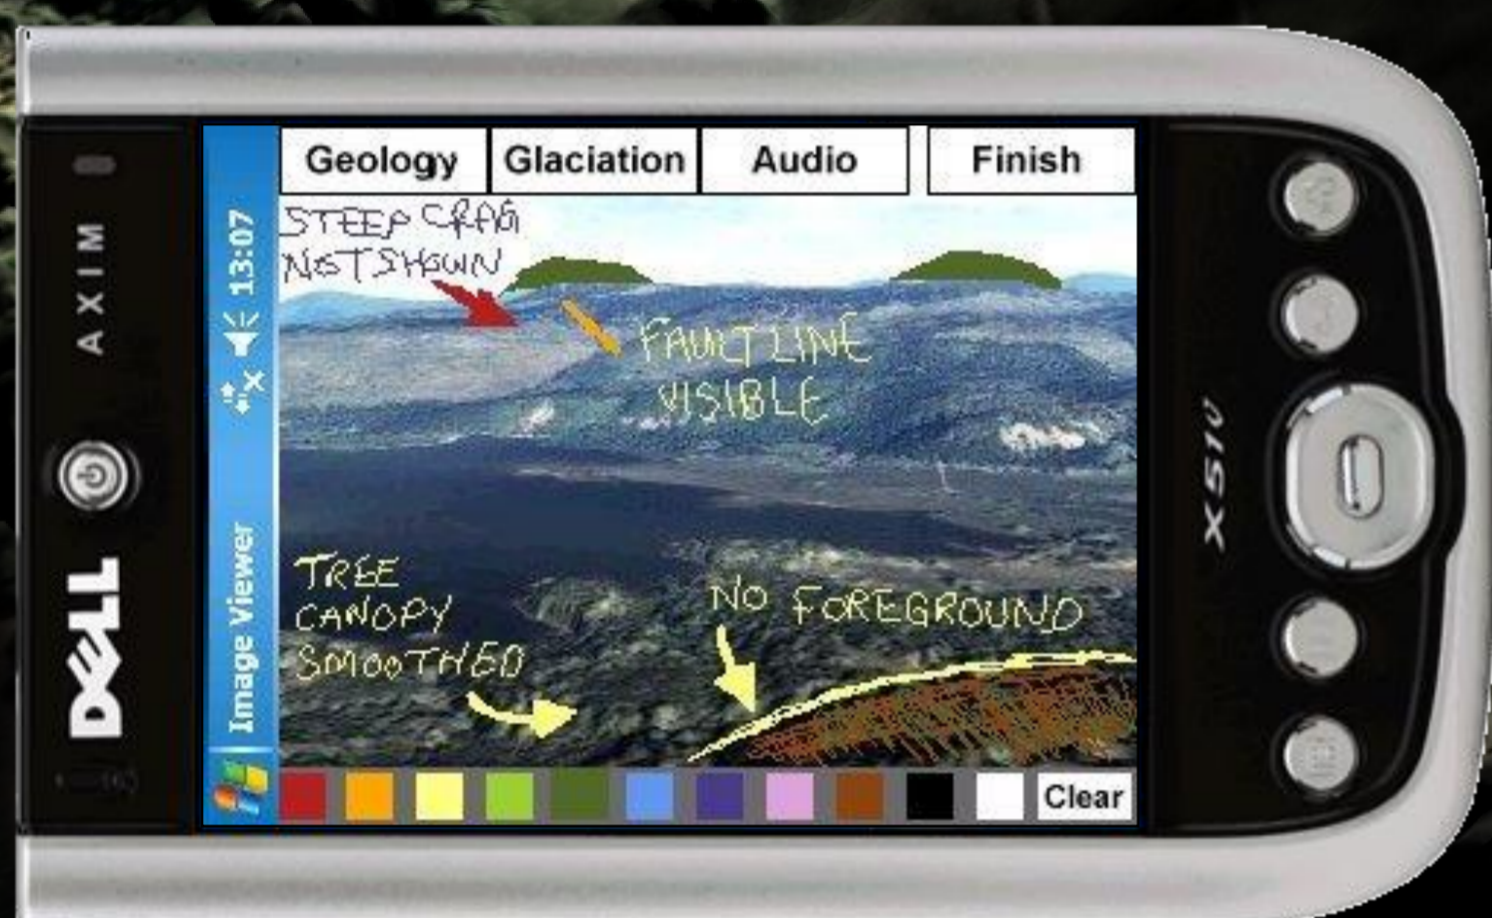 Geology
Glaciation
Audio
Finish
STEEP CRAG
NOT SHOWN
FAULT LINE
VISIBLE
TREE
CANOPY
SMOOTHED
NO FOREGROUND
Clear
Image Viewer
13:07
DELL
AXIM
X51v